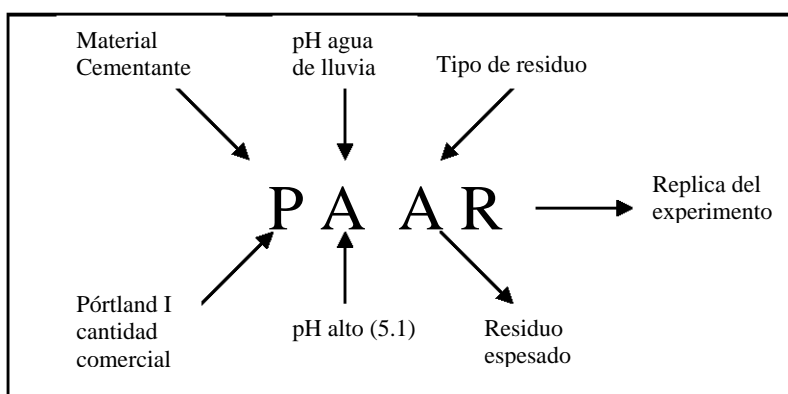 Material
Cementante
pH agua
de lluvia
Tipo de residuo
P A A R
Replica del
experimento
Pórtland I
cantidad
comercial
pH alto (5.1)
Residuo
espesado